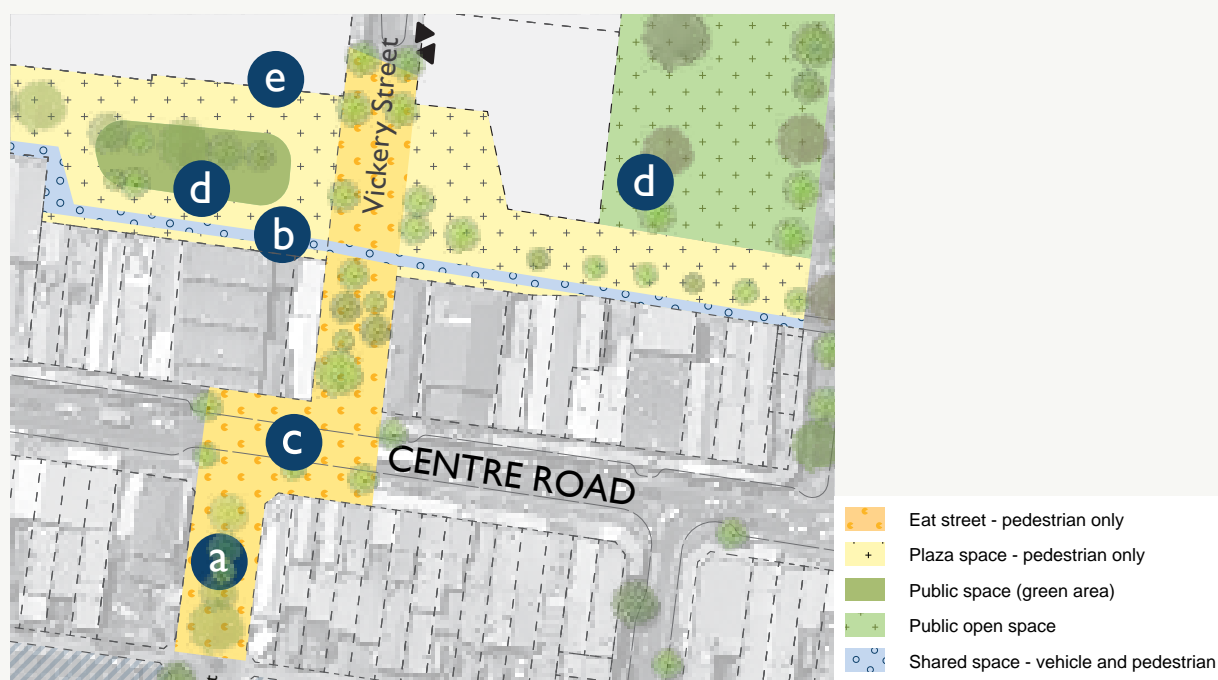 Vickery Street
e
d
d
b
c
CENTRE ROAD
a
Eat street - pedestrian only
Plaza space - pedestrian only
Public space (green area)
Public open space
Shared space - vehicle and pedestrian